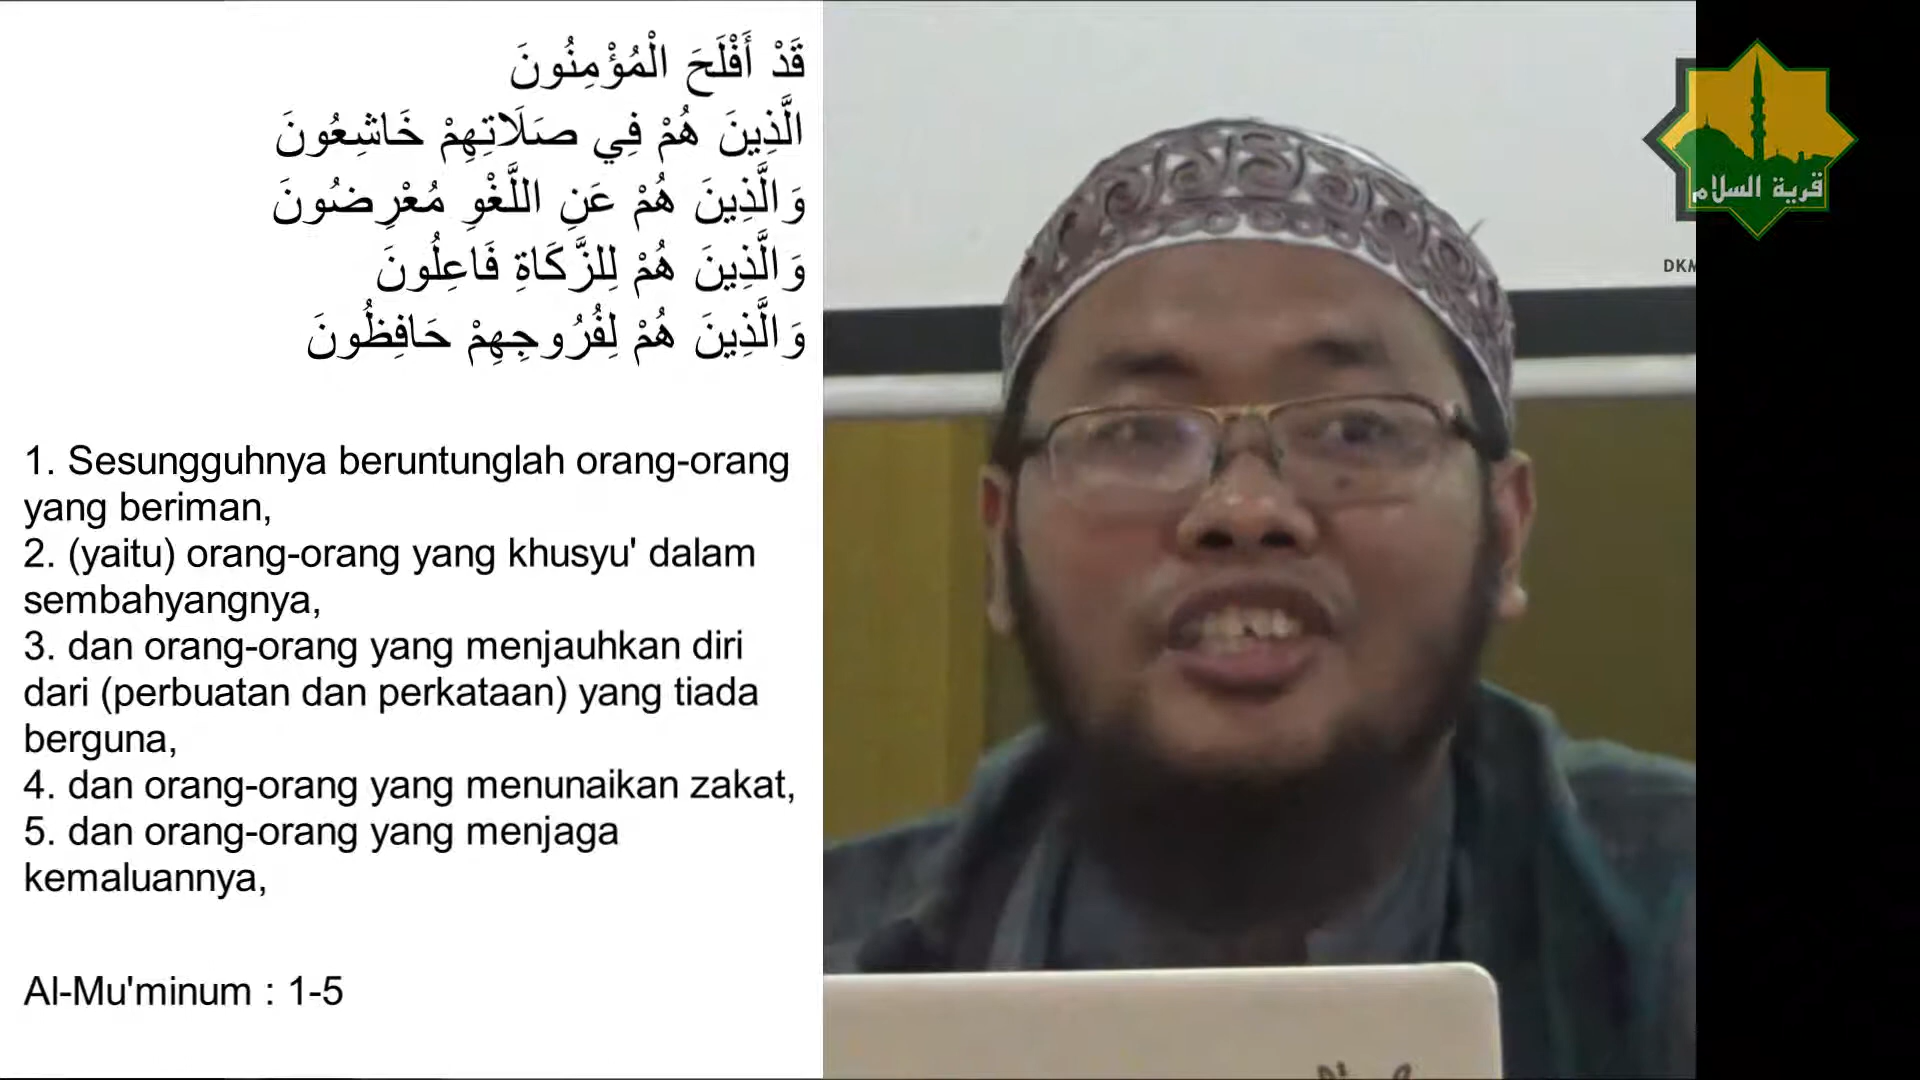 قَدْ أَفْلَحَ الْمُؤْمِنُونَ
الَّذِينَ هُمْ فِي صَلَاتِهِمْ خَاشِعُونَ
وَالَّذِينَ هُمْ عَنِ اللَّغْوِ مُعْرِضُونَ
وَالَّذِينَ هُمْ لِلزَّكَاةِ فَاعِلُونَ
وَالَّذِينَ هُمْ لِفُرُوجِهِمْ حَافِظُونَ
1. Sesungguhnya beruntunglah orang-orang
yang beriman,
2. (yaitu) orang-orang yang khusyu' dalam
sembahyangnya,
3. dan orang-orang yang menjauhkan diri
dari (perbuatan dan perkataan) yang tiada
berguna,
4. dan orang-orang yang menunaikan zakat,
5. dan orang-orang yang menjaga
kemaluannya,
Al-Mu'minum : 1-5
قرية السلام
DKM